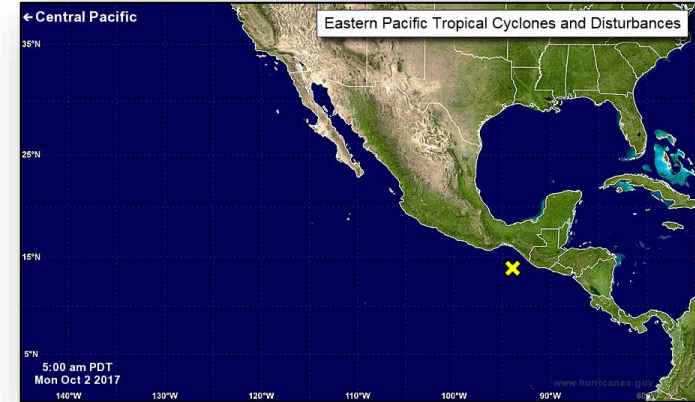 ← Central Pacific
Eastern Pacific Tropical Cyclones and Disturbances
35°N
25°N
15°N
5°N
5:00 am PDT
Mon Oct 2 2017
www.hurricanes.gov
140°W
130°W
120°W
110°W
100°W
90°W